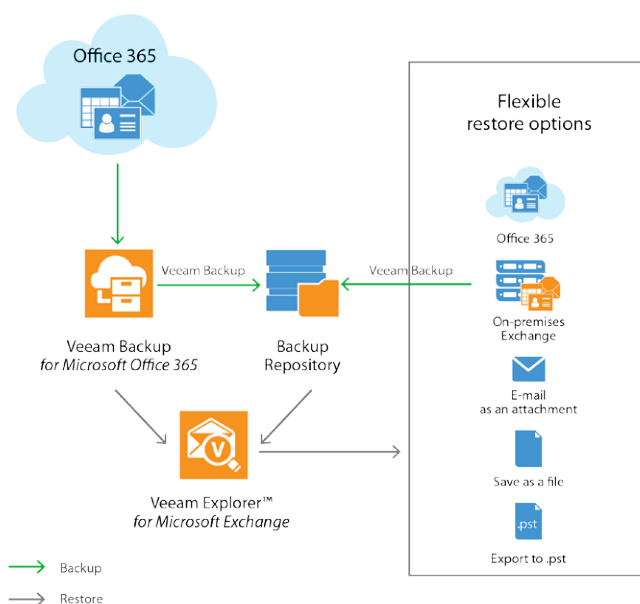 Office 365
Flexible
restore options
Office 365
Veeam Backup
Veeam Backup
On-premises
Exchange
Veeam Backup
for Microsoft Office 365
Backup
Repository
E-mail
as an attachment
Save as a file
V
Veeam Explorer™
for Microsoft Exchange
.pst
Export to .pst
Backup
Restore